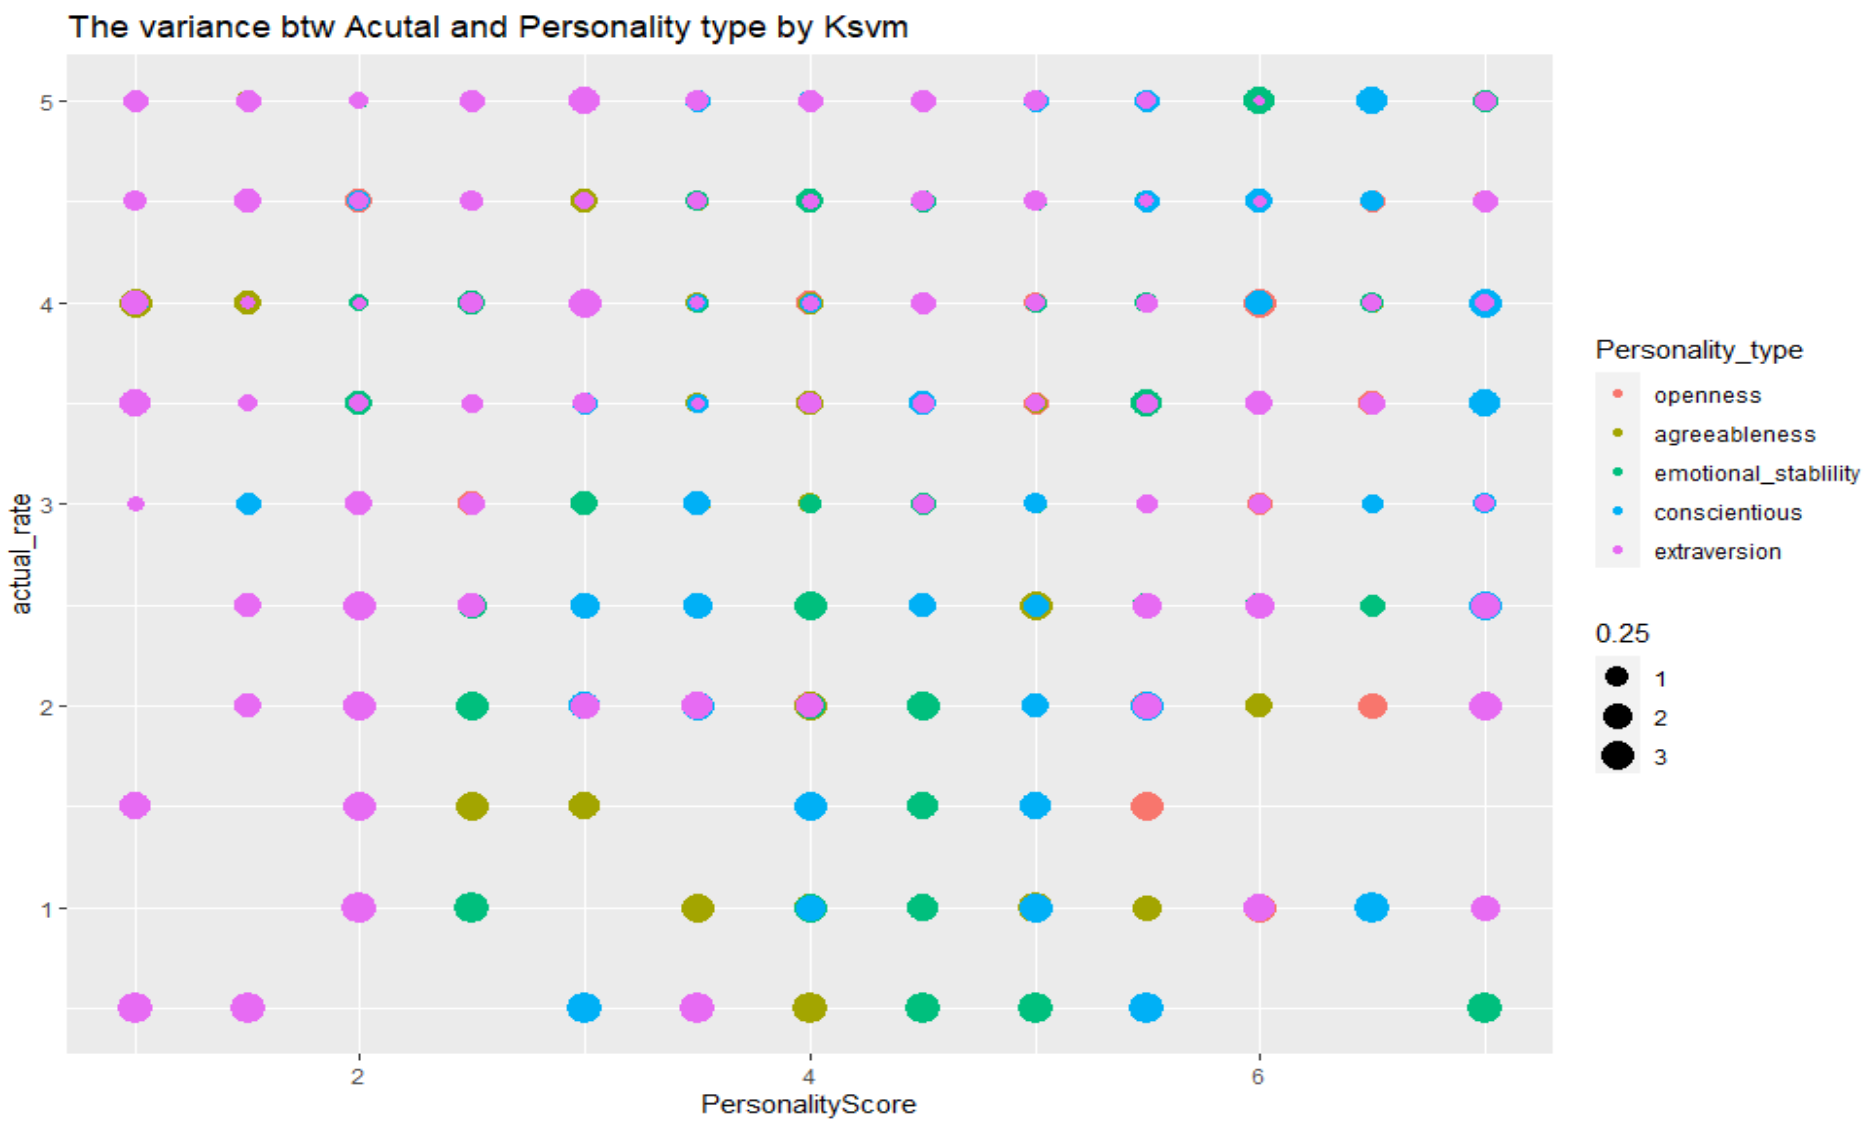 The variance btw Acutal and Personality type by Ksvm
5
4
3
2
1
actual_rate
2
4
6
PersonalityScore
Personality_type
openness
agreeableness
emotional_stablility
conscientious
extraversion
0.25
1
2
3